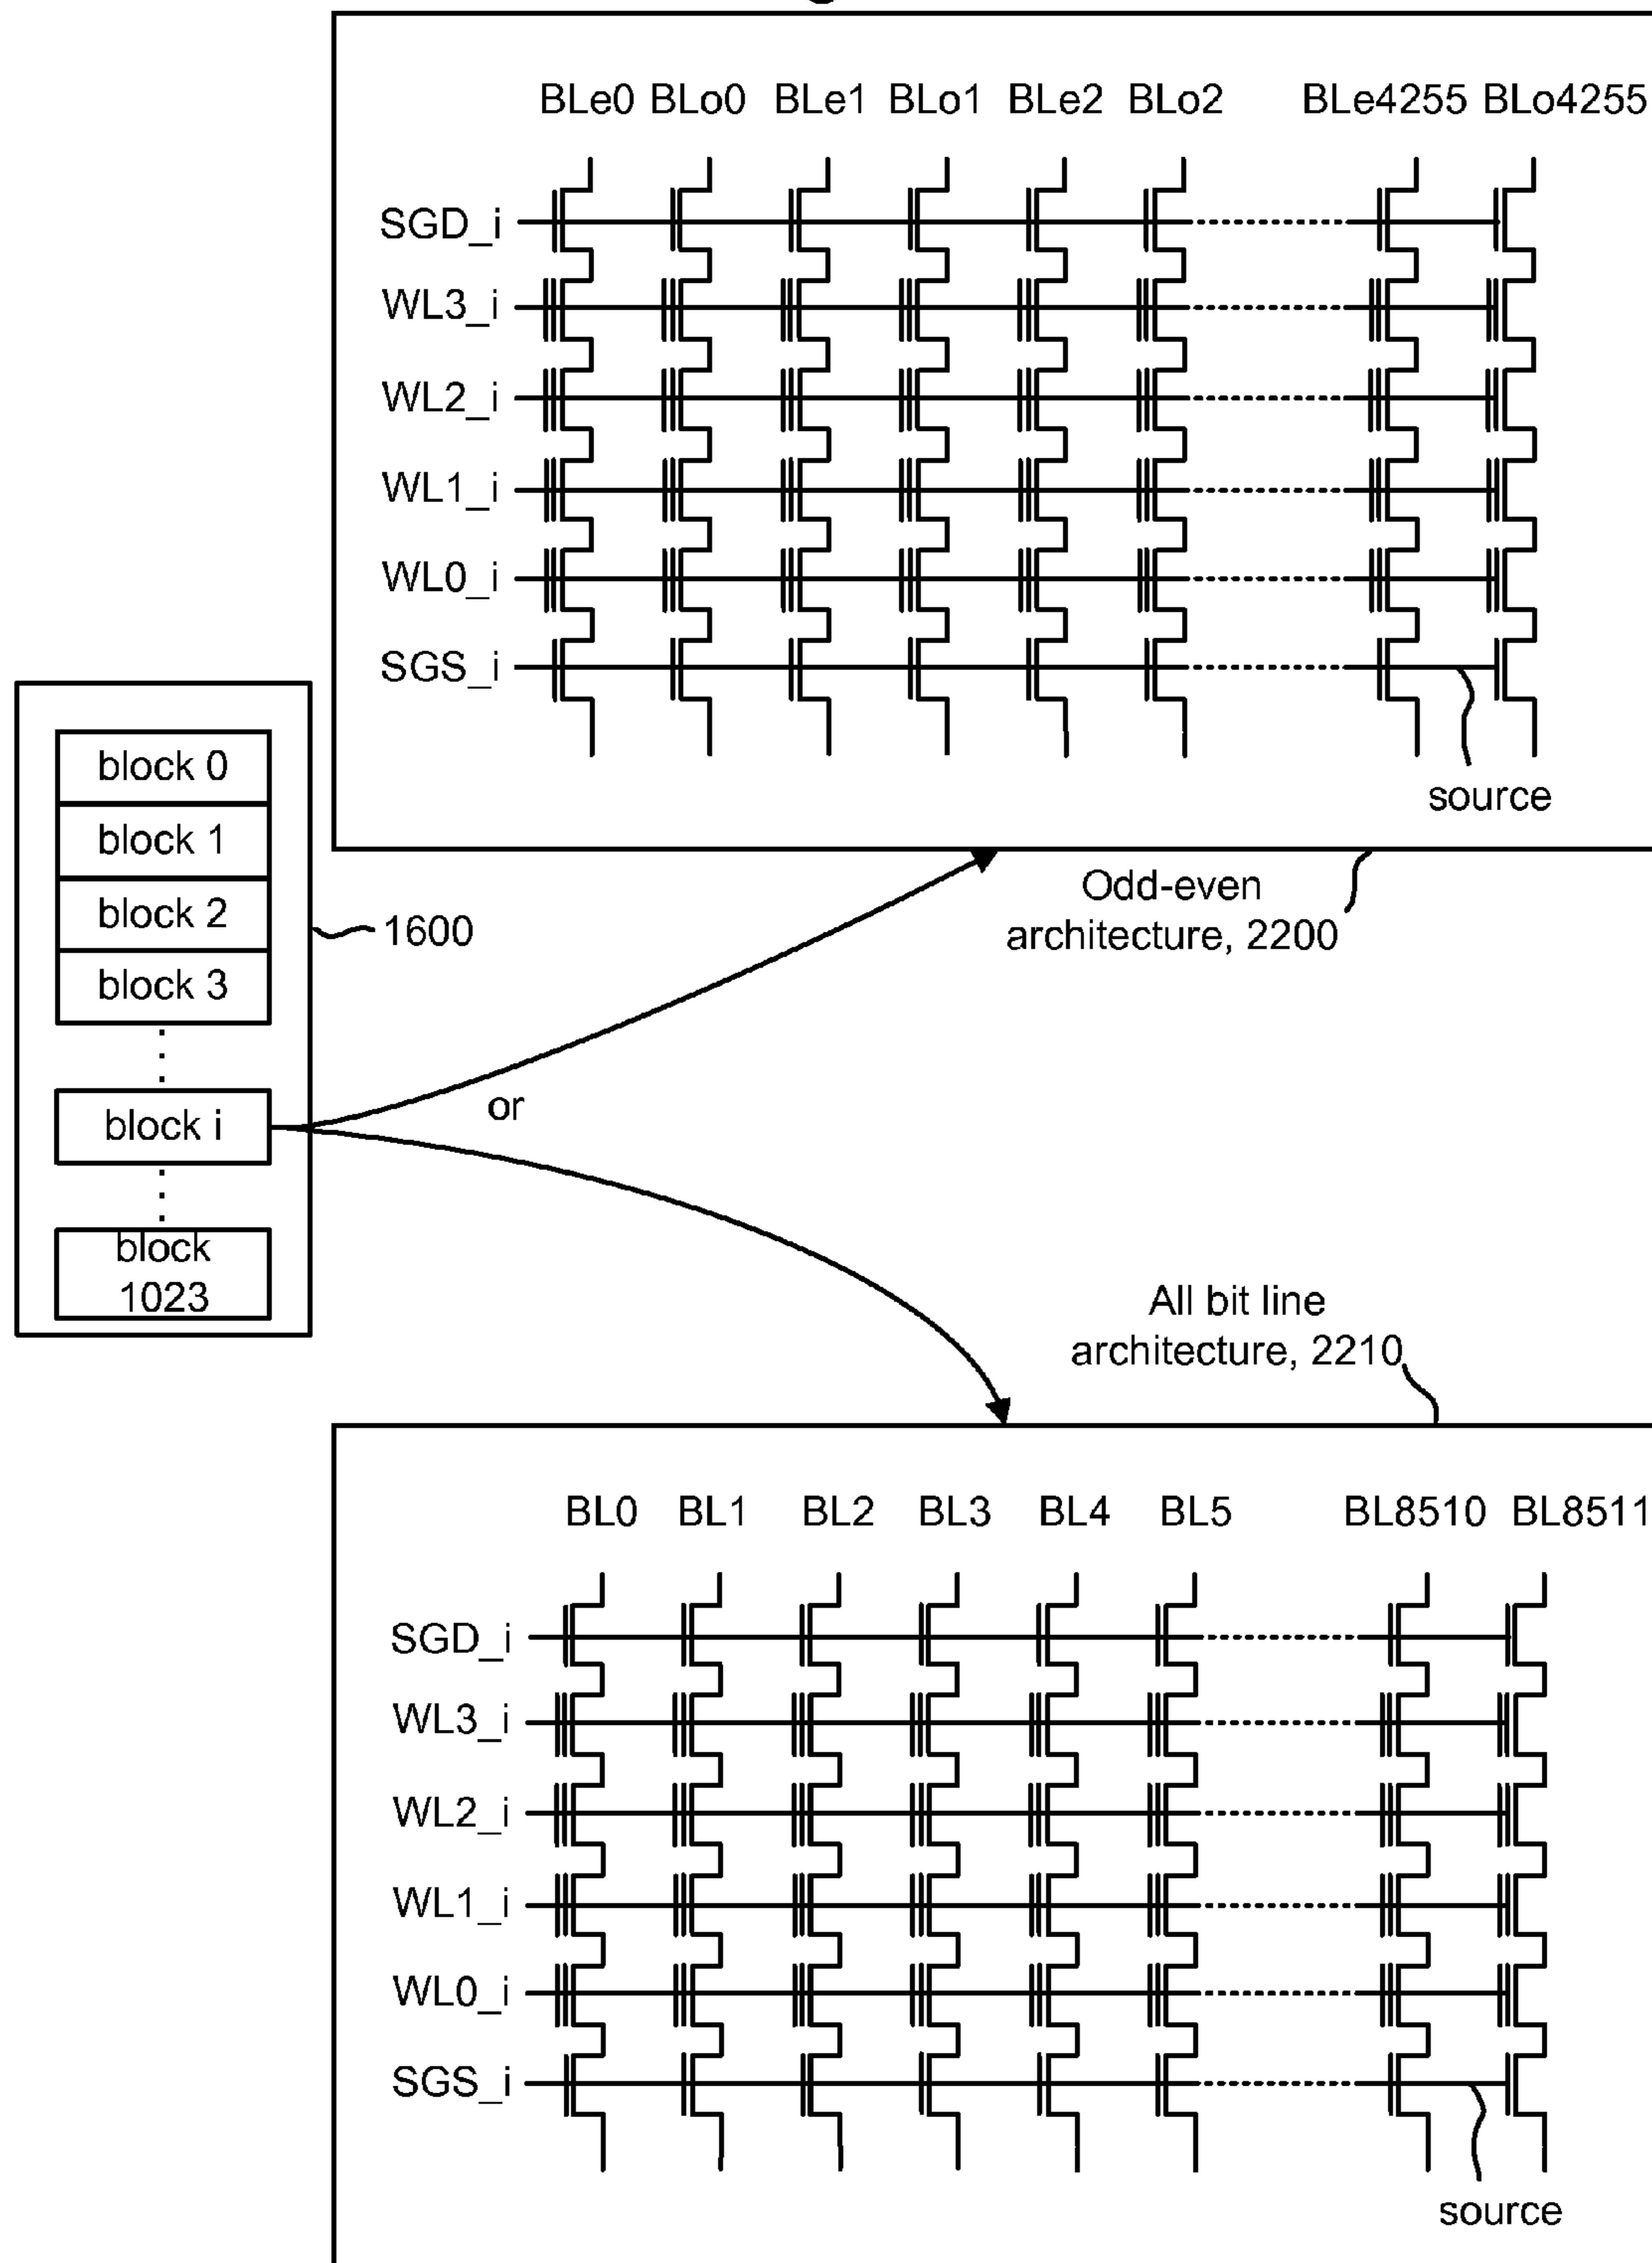 BLe0 BLo0 BLe1 BLo1 BLe2 BLo2 BLe4255 BLo4255
SGD_i
WL3_i
WL2_i
WL1_i
WL0_i
SGS_i
source
block 0
block 1
block 2
block 3
block i
block
1023
1600
or
Odd-even
architecture, 2200
All bit line
architecture, 2210
BL0 BL1 BL2 BL3 BL4 BL5 BL8510 BL8511
SGD_i
WL3_i
WL2_i
WL1_i
WL0_i
SGS_i
source